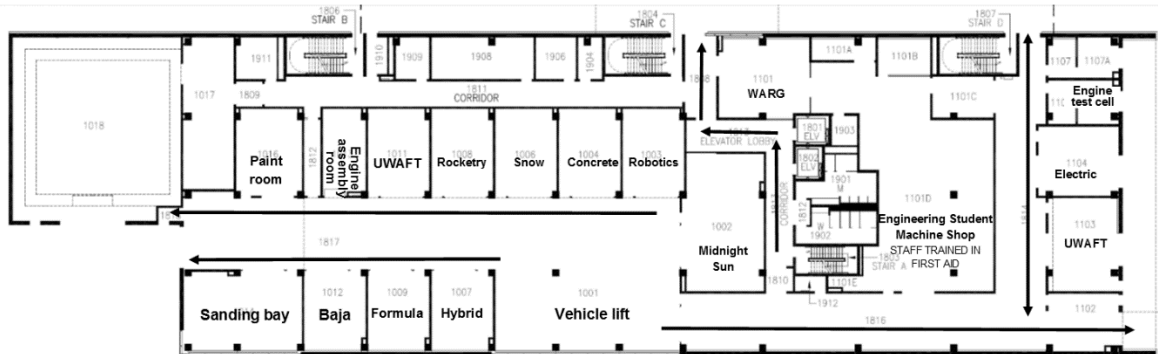 1806
STAIR B
1804
STAIR C
1807
STAIR D
1911
1910
1909
1908
1906
1904
1101A
1101B
1107
1107A
1017
1809
1811
CORRIDOR
1101
WARG
1101C
Engine
test cell
1018
1801
ELV
1903
ELEVATOR LOBBY
1016
Paint
room
1812
Engine
assembly
room
1011
UWAFT
1008
Rocketry
1006
Snow
1004
Concrete
1003
Robotics
1802
ELV
1104
Electric
1901
M
1101D
Engineering Student
Machine Shop
STAFF TRAINED IN
FIRST AID
CORRIDOR
1812
W
1902
1002
Midnight
Sun
1814
1103
UWAFT
1817
1803
STAIR A
1810
1101E
1912
1102
Sanding bay
1012
Baja
1009
Formula
1007
Hybrid
1001
Vehicle lift
1816